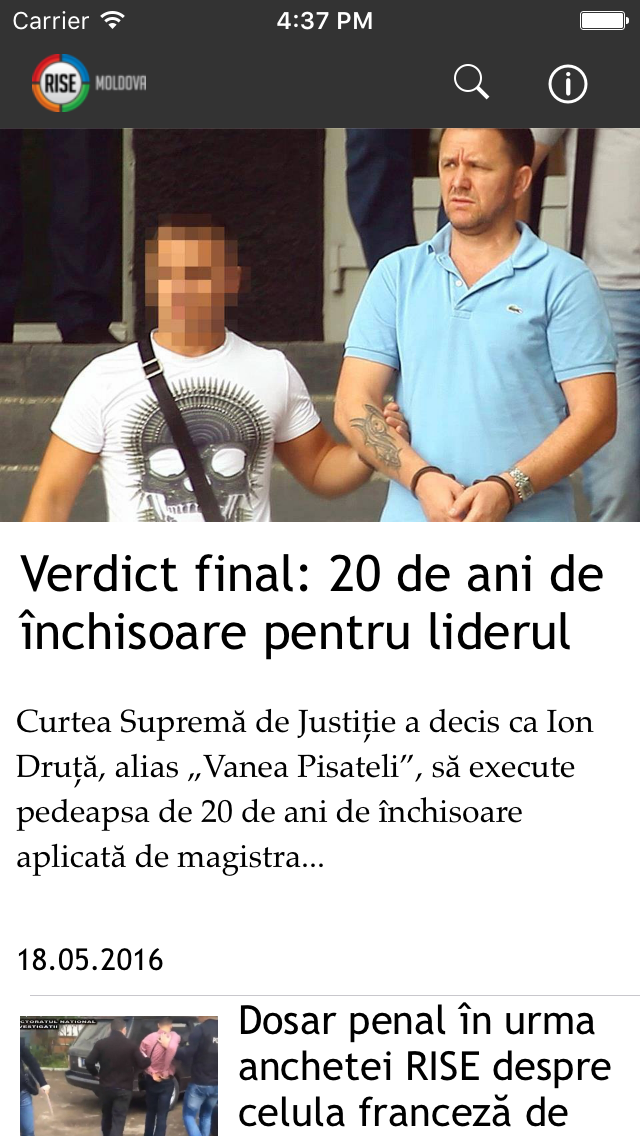 Carrier 4:37 PM
RISE MOLDOVA
Verdict final: 20 de ani de
închisoare pentru liderul
Curtea Supremă de Justiție a decis ca Ion
Druță, alias „Vanea Pisateli”, să execute
pedeapsa de 20 de ani de închisoare
aplicată de magistra...
18.05.2016
Dosar penal în urma
anchetei RISE despre
celula franceză de